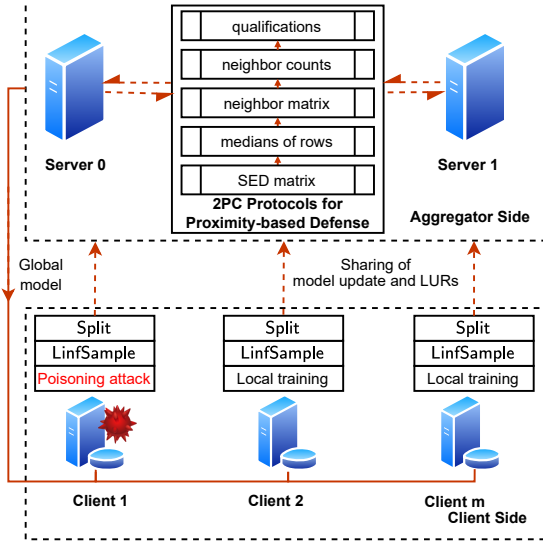 qualifications
neighbor counts
neighbor matrix
medians of rows
SED matrix
2PC Protocols for
Proximity-based Defense
Server 0
Server 1
Aggregator Side
Global
model
Sharing of
model update and LURs
Split
LinfSample
Poisoning attack
Split
LinfSample
Local training
Split
LinfSample
Local training
Client 1
Client 2
Client m
Client Side